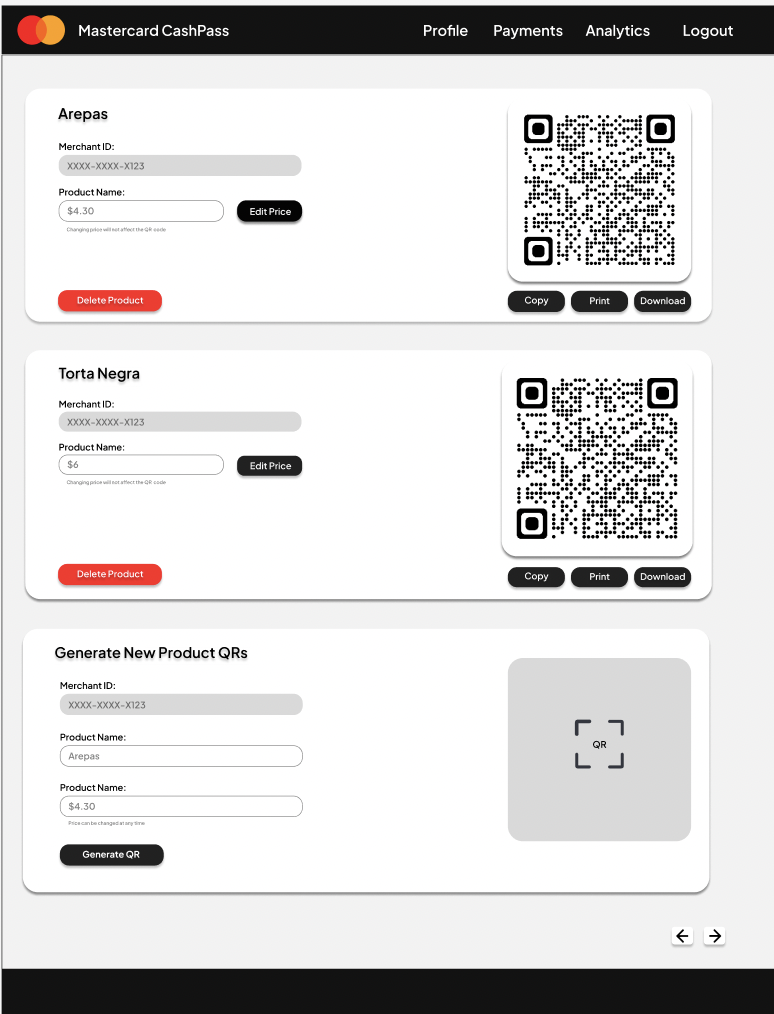 Mastercard CashPass
Profile Payments Analytics Logout
Arepas
Merchant ID:
XXXX-XXXX-X123
Product Name:
$4.30
Edit Price
Changing price will not affect the QR code
Delete Product
Copy Print Download
Torta Negra
Merchant ID:
XXXX-XXXX-X123
Product Name:
$6
Edit Price
Changing price will not affect the QR code
Delete Product
Copy Print Download
Generate New Product QRs
Merchant ID:
XXXX-XXXX-X123
Product Name:
Arepas
Product Name:
$4.30
Price can be changed at any time
Generate QR
QR